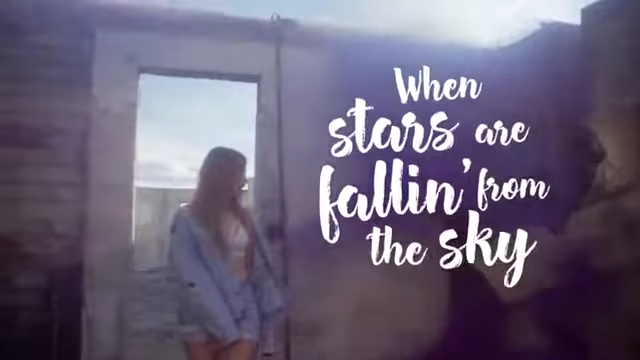 When
stars are
fallin' from
the sky